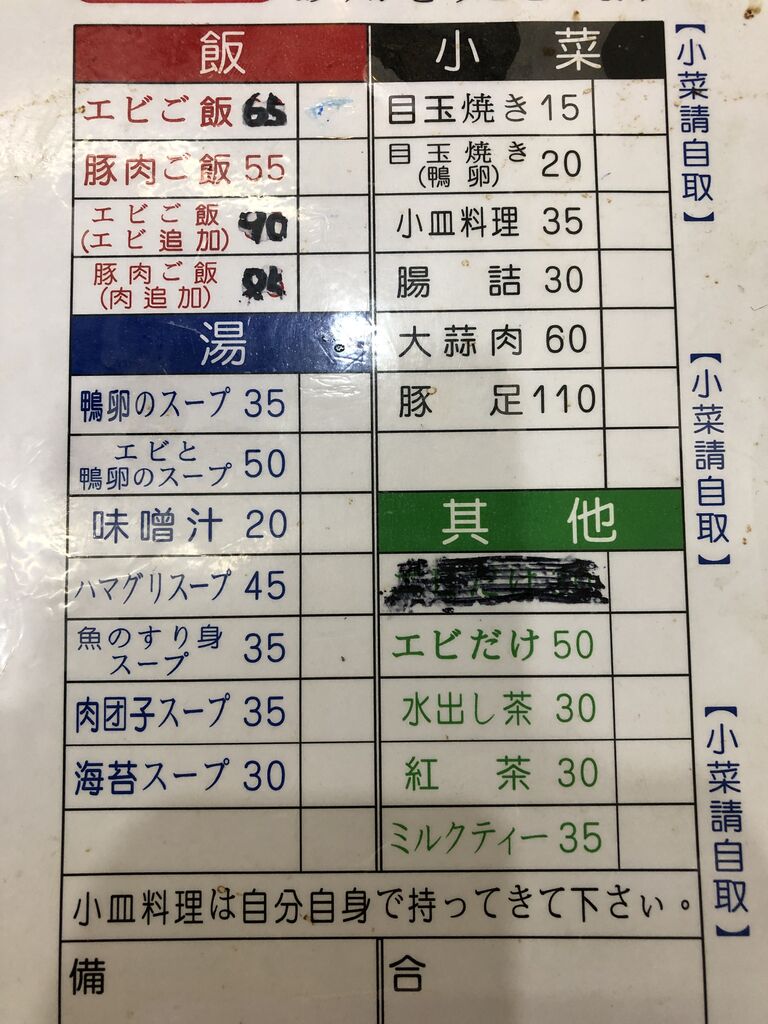 飯
エビご飯 65
豚肉ご飯 55
エビご飯
(エビ追加) 90
豚肉ご飯
(肉追加)
湯
鴨卵のスープ 35
エビと
鴨卵のスープ 50
味噌汁 20
ハマグリスープ 45
魚のすり身
スープ 35
肉団子スープ 35
海苔スープ 30
小菜
目玉焼き 15
目玉焼き
(鴨卵) 20
小皿料理 35
腸詰 30
大蒜肉 60
豚足 110
其他
エビだけ 50
水出し茶 30
紅茶 30
ミルクティー 35
小皿料理は自分自身で持ってきて下さい。
備
合
【小菜請自取】
【小菜請自取】
【小菜請自取】